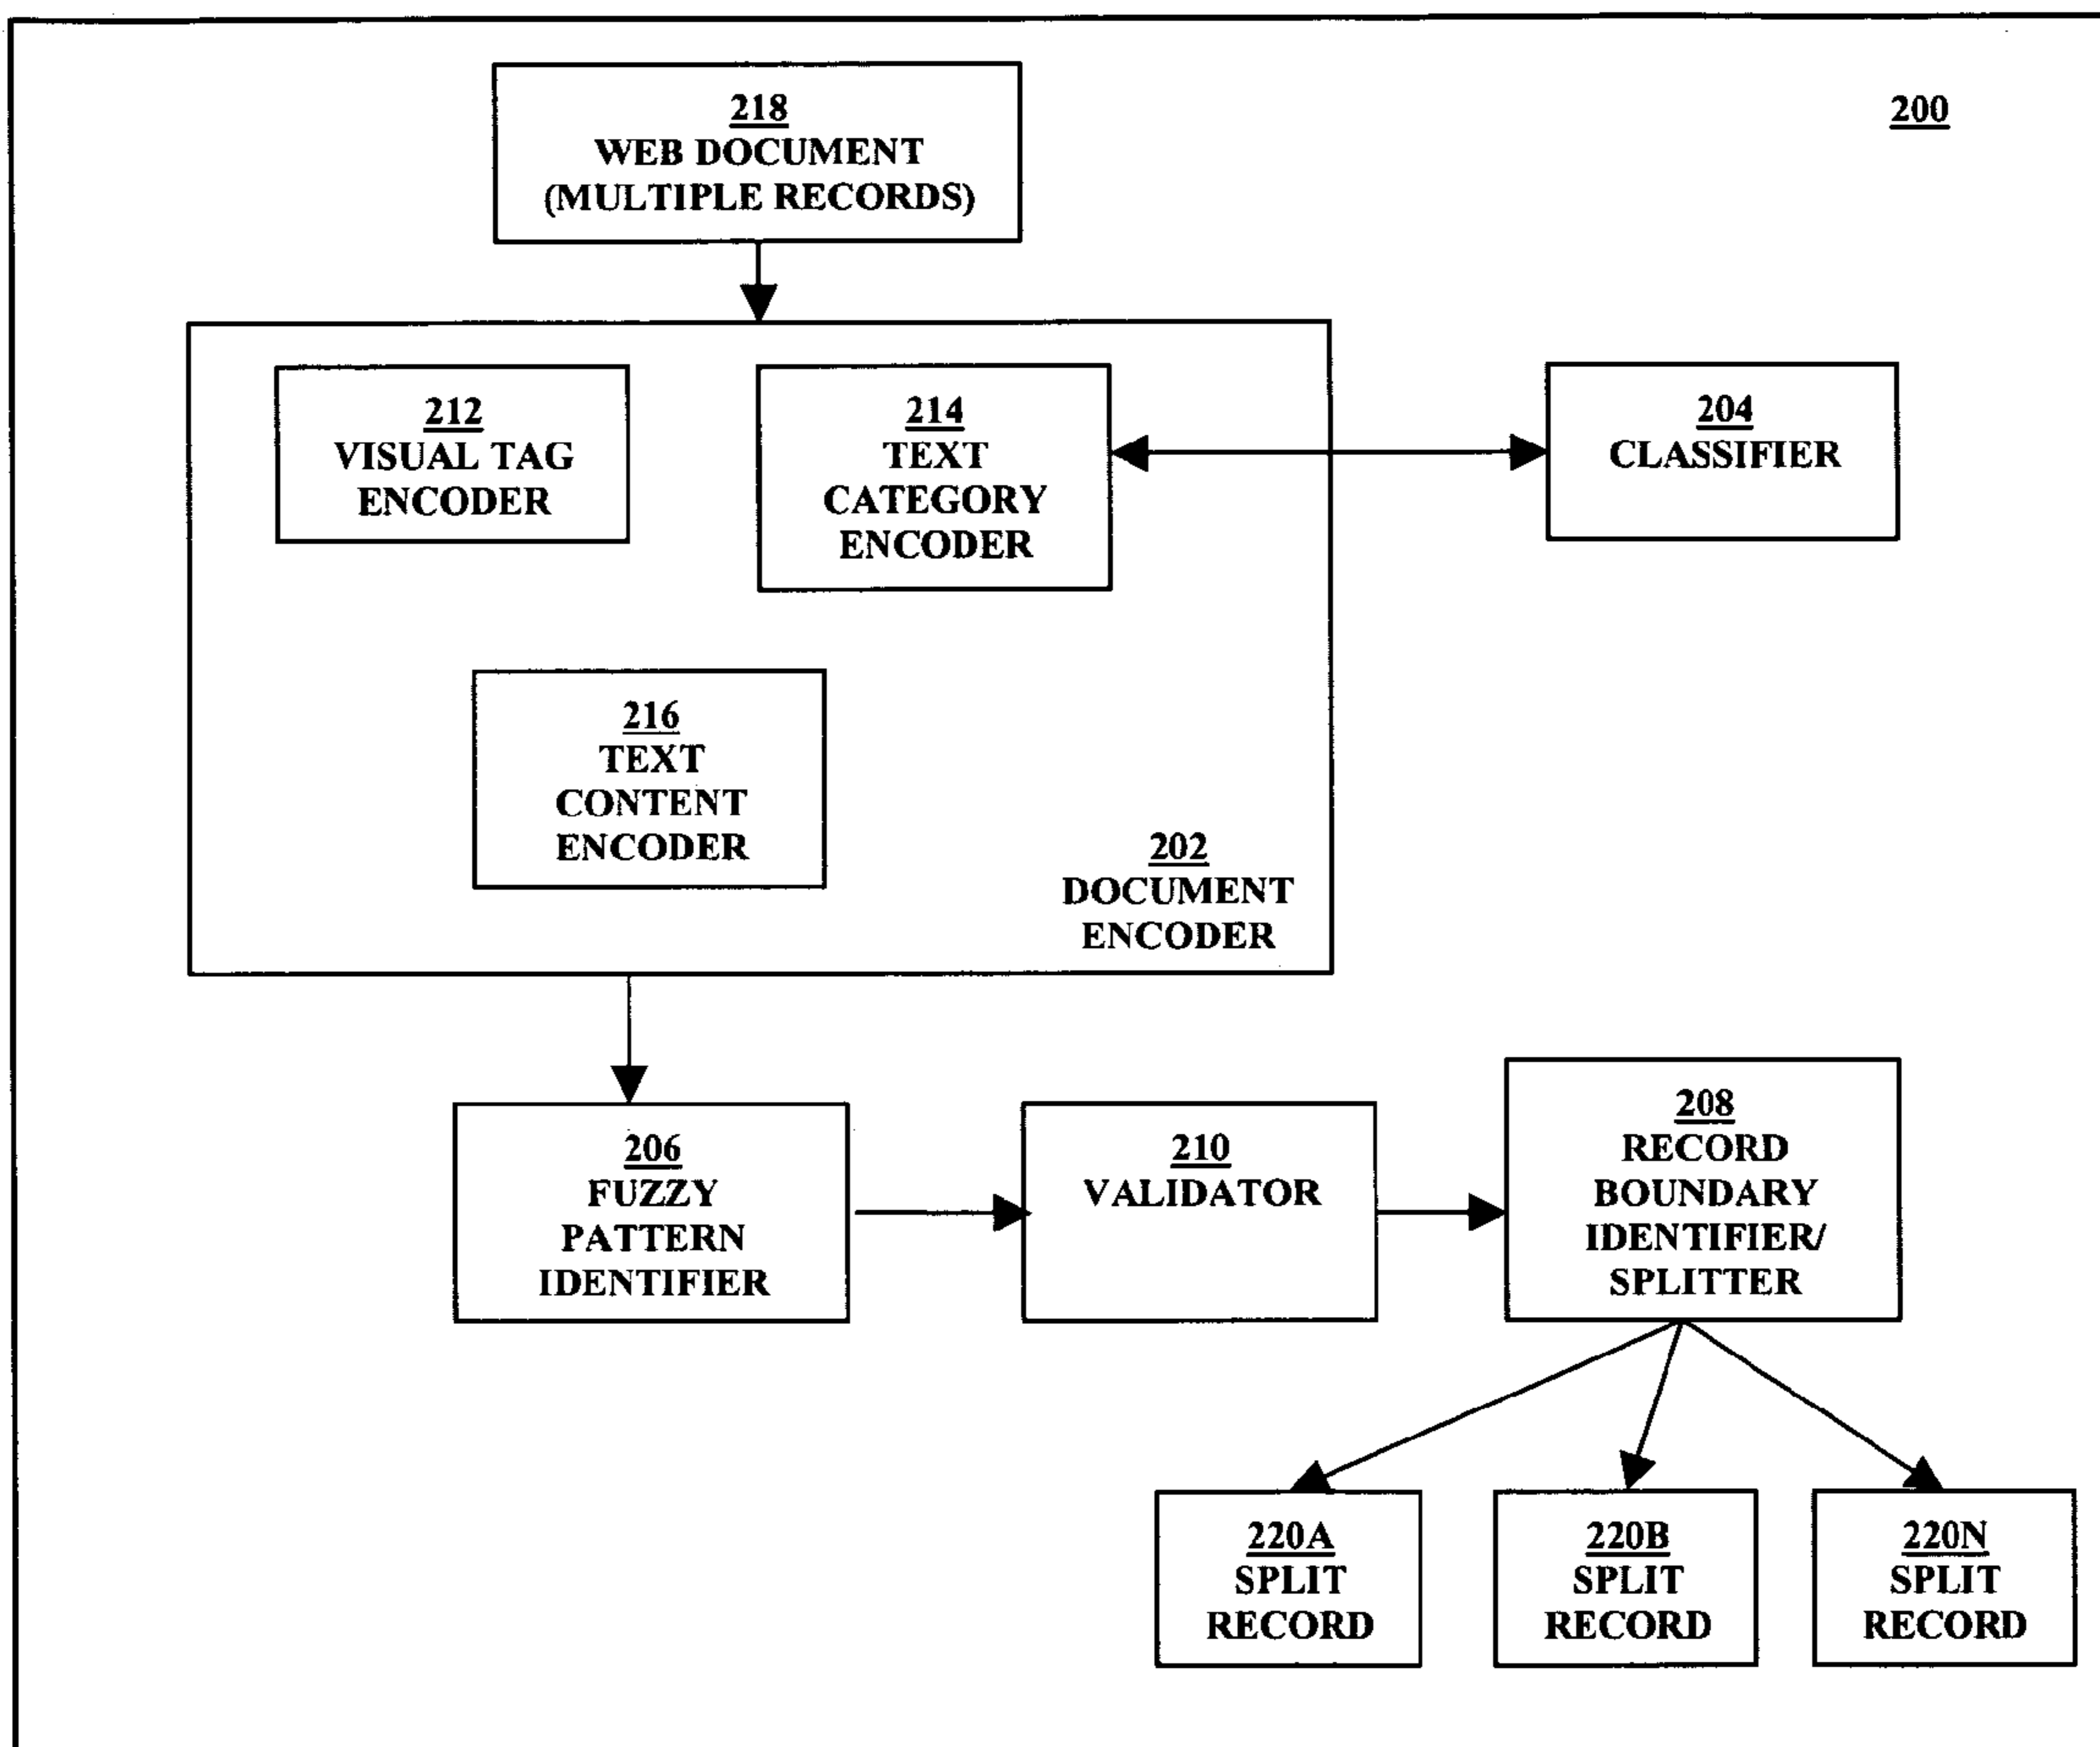 200
218
WEB DOCUMENT
(MULTIPLE RECORDS)
212
VISUAL TAG
ENCODER
214
TEXT
CATEGORY
ENCODER
204
CLASSIFIER
216
TEXT
CONTENT
ENCODER
202
DOCUMENT
ENCODER
206
FUZZY
PATTERN
IDENTIFIER
210
VALIDATOR
208
RECORD
BOUNDARY
IDENTIFIER/
SPLITTER
220A
SPLIT
RECORD
220B
SPLIT
RECORD
220N
SPLIT
RECORD